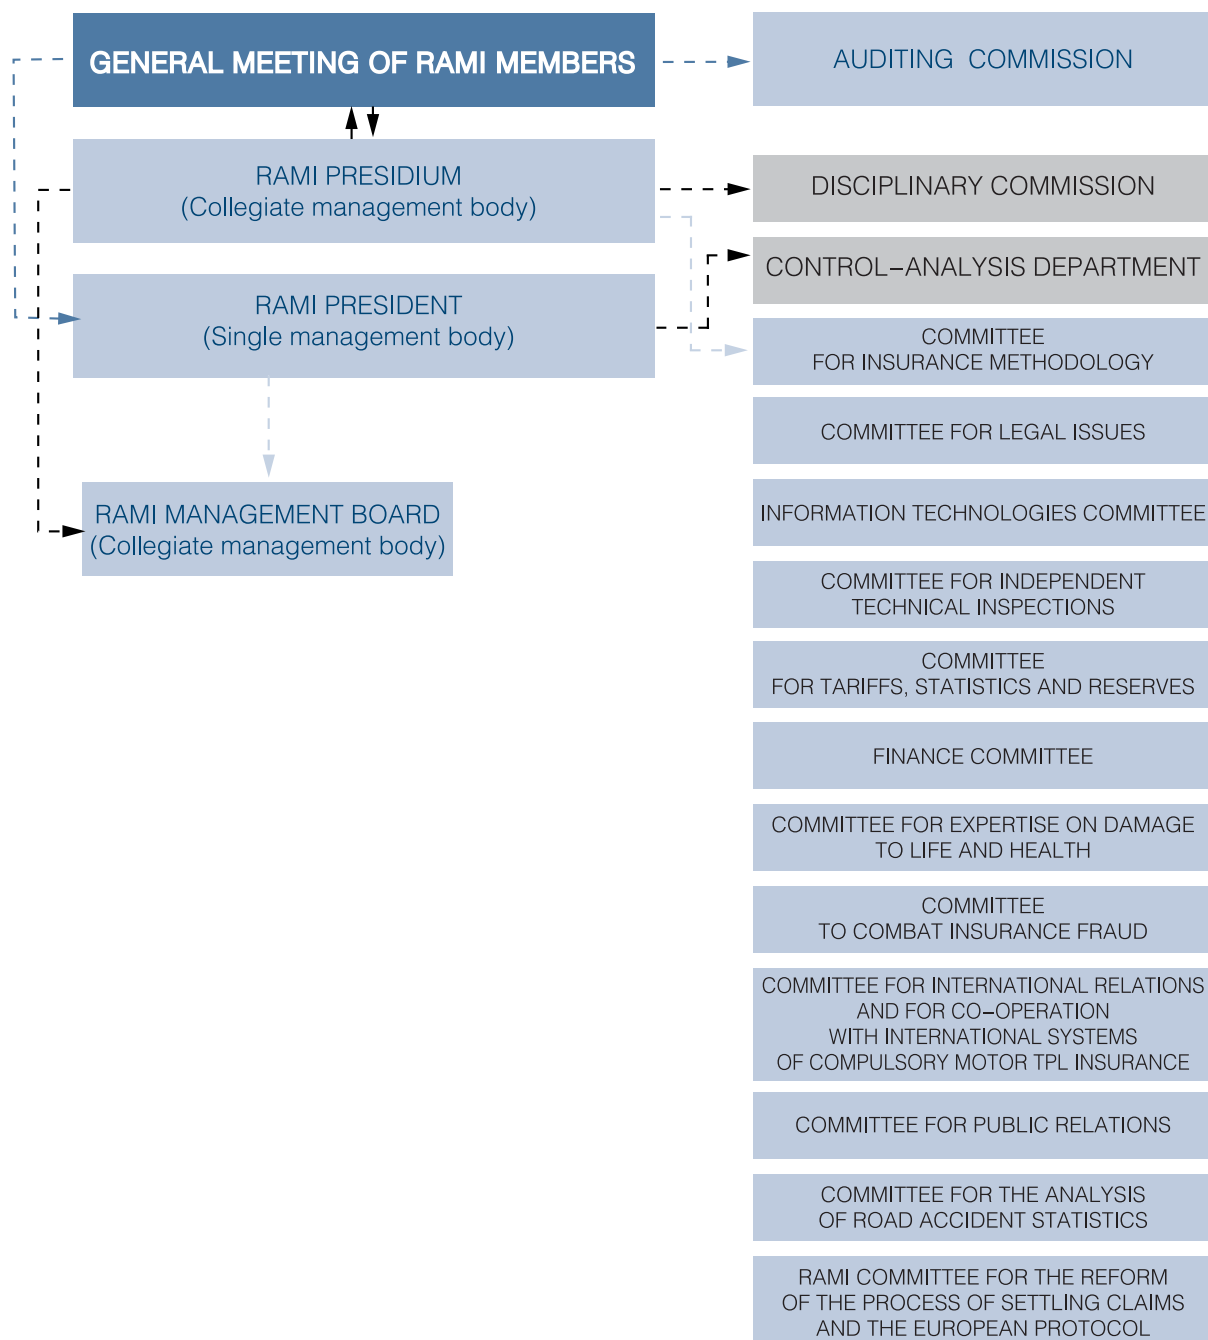 GENERAL MEETING OF RAMI MEMBERS
AUDITING COMMISSION
RAMI PRESIDIUM
(Collegiate management body)
DISCIPLINARY COMMISSION
CONTROL–ANALYSIS DEPARTMENT
RAMI PRESIDENT
(Single management body)
COMMITTEE
FOR INSURANCE METHODOLOGY
COMMITTEE FOR LEGAL ISSUES
RAMI MANAGEMENT BOARD
(Collegiate management body)
INFORMATION TECHNOLOGIES COMMITTEE
COMMITTEE FOR INDEPENDENT
TECHNICAL INSPECTIONS
COMMITTEE
FOR TARIFFS, STATISTICS AND RESERVES
FINANCE COMMITTEE
COMMITTEE FOR EXPERTISE ON DAMAGE
TO LIFE AND HEALTH
COMMITTEE
TO COMBAT INSURANCE FRAUD
COMMITTEE FOR INTERNATIONAL RELATIONS
AND FOR CO–OPERATION
WITH INTERNATIONAL SYSTEMS
OF COMPULSORY MOTOR TPL INSURANCE
COMMITTEE FOR PUBLIC RELATIONS
COMMITTEE FOR THE ANALYSIS
OF ROAD ACCIDENT STATISTICS
RAMI COMMITTEE FOR THE REFORM
OF THE PROCESS OF SETTLING CLAIMS
AND THE EUROPEAN PROTOCOL